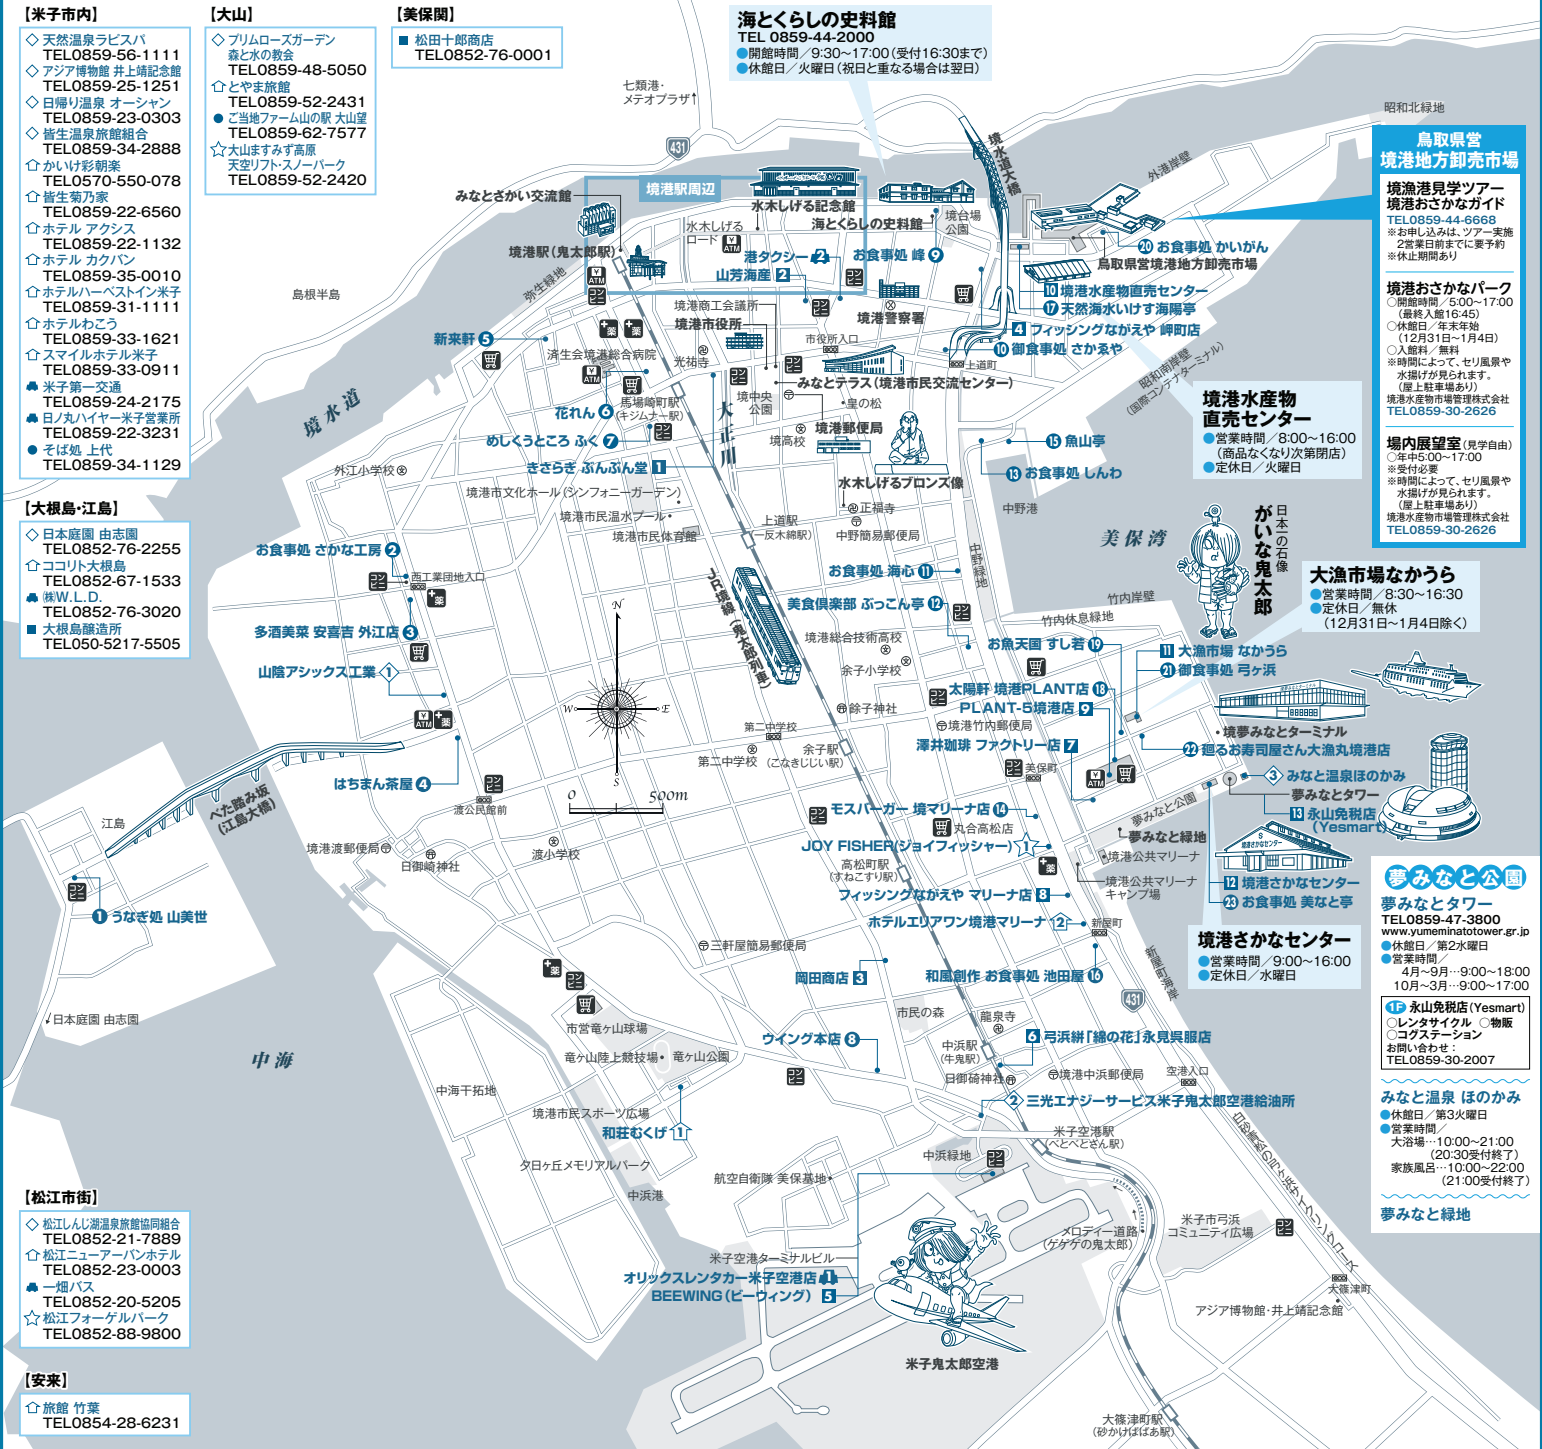 【米子市内】
◇ 天然温泉ラピスパ
TEL0859-56-1111
◇ アジア博物館 井上靖記念館
TEL0859-25-1251
◇ 日帰り温泉 オーシャン
TEL0859-23-0303
◇ 皆生温泉旅館組合
TEL0859-34-2888
かいけ彩朝楽
TEL0570-550-078
皆生菊乃家
TEL0859-22-6560
ホテル アクシス
TEL0859-22-1132
ホテル カクバン
TEL0859-35-0010
ホテルハーベストイン米子
TEL0859-31-1111
ホテルわこう
TEL0859-33-1621
スマイルホテル米子
TEL0859-33-0911
米子第一交通
TEL0859-24-2175
日ノ丸ハイヤー米子営業所
TEL0859-22-3231
● そば処 上代
TEL0859-34-1129
【大山】
◇ プリムローズガーデン
森と水の教会
TEL0859-48-5050
とやま旅館
TEL0859-52-2431
● ご当地ファーム山の駅 大山望
TEL0859-62-7577
☆ 大山ますみず高原
天空リフト・スノーパーク
TEL0859-52-2420
【美保関】
■ 松田十郎商店
TEL0852-76-0001
【大根島・江島】
◇ 日本庭園 由志園
TEL0852-76-2255
ココリト大根島
TEL0852-67-1533
㈱W.L.D.
TEL0852-76-3020
■ 大根島醸造所
TEL050-5217-5505
【松江市街】
◇ 松江しんじ湖温泉旅館協同組合
TEL0852-21-7889
松江ニューアーバンホテル
TEL0852-23-0003
一畑バス
TEL0852-20-5205
☆ 松江フォーゲルパーク
TEL0852-88-9800
【安来】
旅館 竹葉
TEL0854-28-6231
海とくらしの史料館
TEL 0859-44-2000
●開館時間／9:30〜17:00（受付16:30まで）
●休館日／火曜日（祝日と重なる場合は翌日）
七類港・
メテオプラザ↑
431
昭和北緑地
外港岸壁
境水道大橋
境港駅周辺
みなとさかい交流館
水木しげる記念館
水木しげる
ロード
海とくらしの史料館
境台場
公園
境港駅（鬼太郎駅）
港タクシー 2
お食事処 峰 9
山芳海産 2
20 お食事処 かいがん
鳥取県営境港地方卸売市場
10 境港水産物直売センター
17 天然海水いけす海陽亭
4 フィッシングながえや 岬町店
10 御食事処 さかゑや
弥生緑地
島根半島
境水道
境港商工会議所
境港市役所
境港警察署
市役所入口
上道町
昭和南岸壁
（国際コンテナターミナル）
新来軒 5
済生会境港総合病院
光祐寺
みなとテラス（境港市民交流センター）
馬場崎町駅
（キジムナー駅）
大正川
境中央
公園
皇の松
花れん 6
めしくうところ ふく 7
境高校
境港郵便局
きさらぎ ぶんぶん堂 1
水木しげるブロンズ像
15 魚山亭
13 お食事処 しんわ
外江小学校
境港市文化ホール（シンフォニーガーデン）
境港市民温水プール
境港市民体育館
上道駅
（一反木綿駅）
正福寺
中野簡易郵便局
中野港
中野緑地
美保湾
お食事処 さかな工房 2
西工業団地入口
お食事処 海心 11
美食倶楽部 ぶっこん亭 12
多酒美菜 安喜吉 外江店 3
JR境線（鬼太郎列車）
境港総合技術高校
余子小学校
山陰アシックス工業 1
N
W
E
S
0
500m
竹内岸壁
竹内休息緑地
お魚天国 すし若 19
11 大漁市場 なかうら
21 御食事処 弓ヶ浜
太陽軒 境港PLANT店 18
PLANT-5境港店 9
餘子神社
境港竹内郵便局
第二中学校
第二中学校
余子駅
（こなきじじい駅）
澤井珈琲 ファクトリー店 7
美保町
・境夢みなとターミナル
22 廻るお寿司屋さん大漁丸境港店
3 みなと温泉ほのかみ
夢みなとタワー
13 永山免税店
（Yesmart）
夢みなと公園
夢みなと緑地
はちまん茶屋 4
べた踏み坂
（江島大橋）
江島
渡公民館前
境港渡郵便局
日御崎神社
渡小学校
モスバーガー 境マリーナ店 14
丸合高松店
JOY FISHER（ジョイフィッシャー） 1
高松町駅
（すねこすり駅）
境港公共マリーナ
境港公共マリーナ
キャンプ場
12 境港さかなセンター
23 お食事処 美なと亭
フィッシングながえや マリーナ店 8
ホテルエリアワン境港マリーナ 2
新屋町
新屋町海岸
1 うなぎ処 山美世
三軒屋簡易郵便局
岡田商店 3
和風創作 お食事処 池田屋 16
431
日本庭園 由志園
中海
市営竜ヶ山球場
竜ヶ山陸上競技場
竜ヶ山公園
ウイング本店 8
市民の森
龍泉寺
中浜駅
（牛鬼駅）
6 弓浜絣「綿の花」永見呉服店
日御碕神社
境港中浜郵便局
空港入口
中海干拓地
境港市民スポーツ広場
和荘むくげ 1
夕日ヶ丘メモリアルパーク
中浜港
2 三光エナジーサービス米子鬼太郎空港給油所
米子空港駅
（べとべとさん駅）
中浜緑地
航空自衛隊 美保基地
白砂青松の弓ヶ浜サイクリングコース
メロディー道路
（ゲゲゲの鬼太郎）
米子市弓浜
コミュニティ広場
米子空港ターミナルビル
オリックスレンタカー米子空港店 1
BEEWING（ビーウィング） 5
米子鬼太郎空港
大篠津町
アジア博物館・井上靖記念館
大篠津町駅
（砂かけばばあ駅）
鳥取県営
境港地方卸売市場
境漁港見学ツアー
境港おさかなガイド
TEL0859-44-6668
※お申し込みは、ツアー実施
2営業日前までに要予約
※休止期間あり
境港おさかなパーク
○開館時間／5:00〜17:00
（最終入館16:45）
○休館日／年末年始
（12月31日〜1月4日）
○入館料／無料
※時間によって、セリ風景や
水揚げが見られます。
（屋上駐車場あり）
境港水産物市場管理株式会社
TEL0859-30-2626
場内展望室（見学自由）
○年中5:00〜17:00
※受付必要
※時間によって、セリ風景や
水揚げが見られます。
（屋上駐車場あり）
境港水産物市場管理株式会社
TEL0859-30-2626
境港水産物
直売センター
●営業時間／8:00〜16:00
（商品なくなり次第閉店）
●定休日／火曜日
日本一の石像
がいな鬼太郎
大漁市場なかうら
●営業時間／8:30〜16:30
●定休日／無休
（12月31日〜1月4日除く）
境港さかなセンター
●営業時間／9:00〜16:00
●定休日／水曜日
夢みなと公園
夢みなとタワー
TEL0859-47-3800
www.yumeminatotower.gr.jp
●休館日／第2水曜日
●営業時間／
4月〜9月…9:00〜18:00
10月〜3月…9:00〜17:00
1F 永山免税店（Yesmart）
○レンタサイクル ○物販
○コグステーション
お問い合わせ：
TEL0859-30-2007
みなと温泉 ほのかみ
●休館日／第3火曜日
●営業時間／
大浴場…10:00〜21:00
（20:30受付終了）
家族風呂…10:00〜22:00
（21:00受付終了）
夢みなと緑地